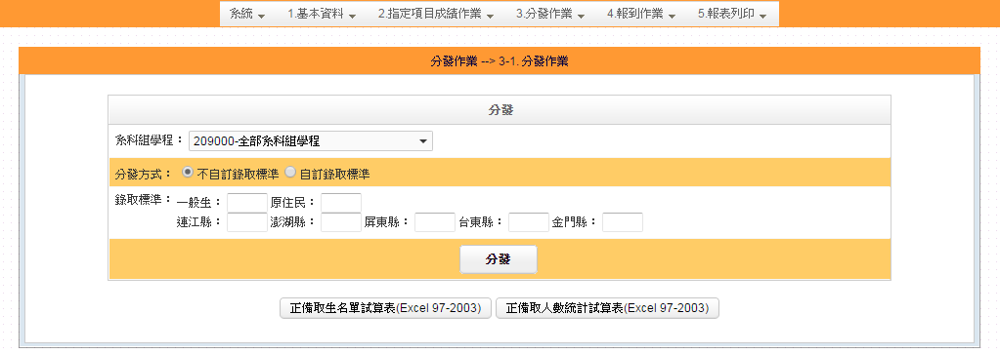 系統 1.基本資料 2.指定項目成績作業 3.分發作業 4.報到作業 5.報表列印
分發作業 --> 3-1. 分發作業
分發
系科組學程： 209000-全部系科組學程
分發方式： 不自訂錄取標準 自訂錄取標準
錄取標準： 一般生： 原住民：
連江縣： 澎湖縣： 屏東縣： 台東縣： 金門縣：
分發
正備取生名單試算表(Excel 97-2003) 正備取人數統計試算表(Excel 97-2003)